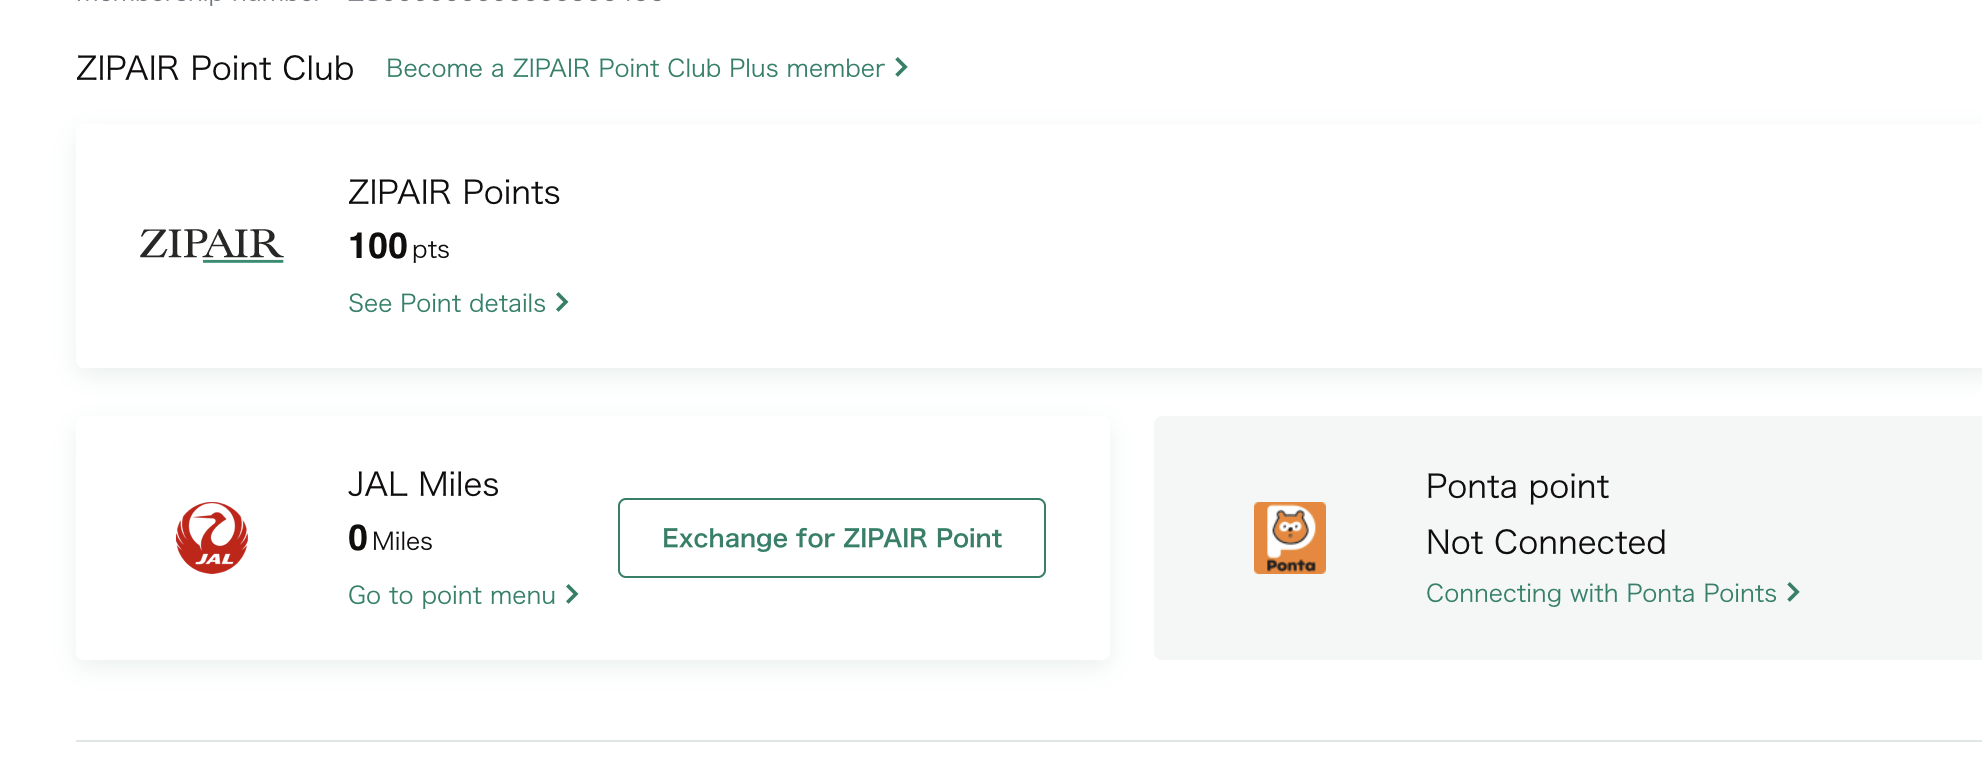 ZIPAIR Point Club Become a ZIPAIR Point Club Plus member
ZIPAIR
ZIPAIR Points
100 pts
See Point details
JAL
JAL Miles
0 Miles
Go to point menu
Exchange for ZIPAIR Point
Ponta
Ponta point
Not Connected
Connecting with Ponta Points